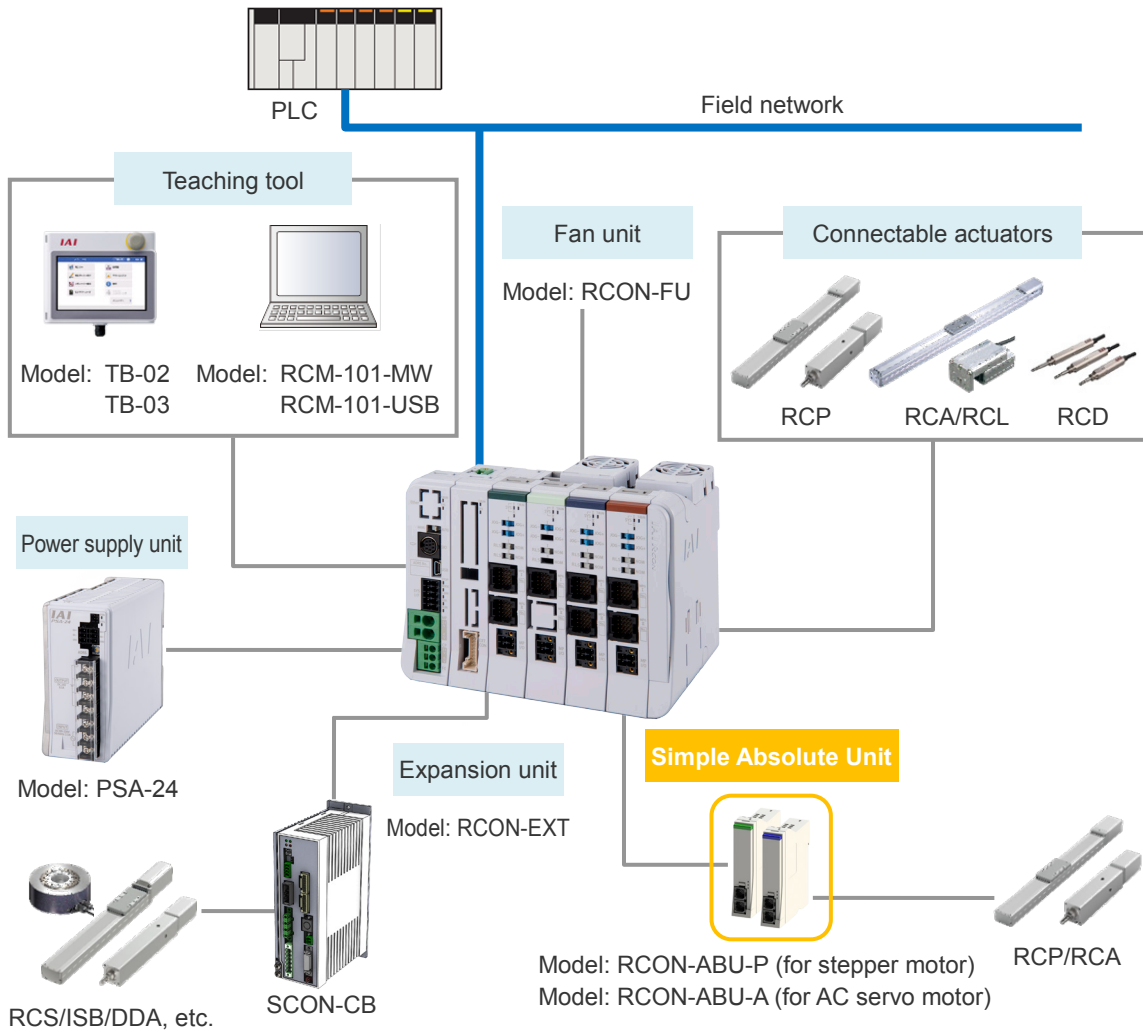 PLC
Field network
Teaching tool
IAI
Model: TB-02
TB-03
Model: RCM-101-MW
RCM-101-USB
Fan unit
Model: RCON-FU
Connectable actuators
RCP
RCA/RCL
RCD
Power supply unit
IAI
Model: PSA-24
Expansion unit
Model: RCON-EXT
Simple Absolute Unit
SCON-CB
RCS/ISB/DDA, etc.
Model: RCON-ABU-P (for stepper motor)
Model: RCON-ABU-A (for AC servo motor)
RCP/RCA